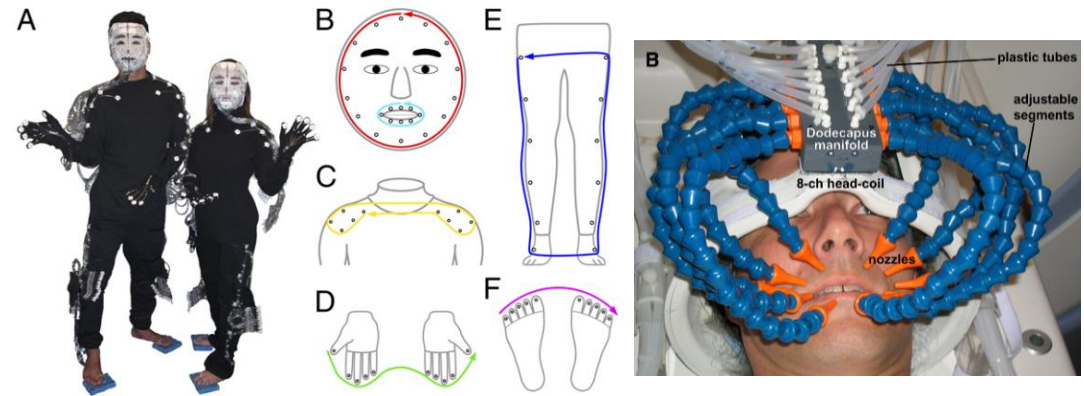 A
B
C
D
E
F
B
plastic tubes
adjustable
segments
Dodecapus
manifold
8-ch head-coil
nozzles